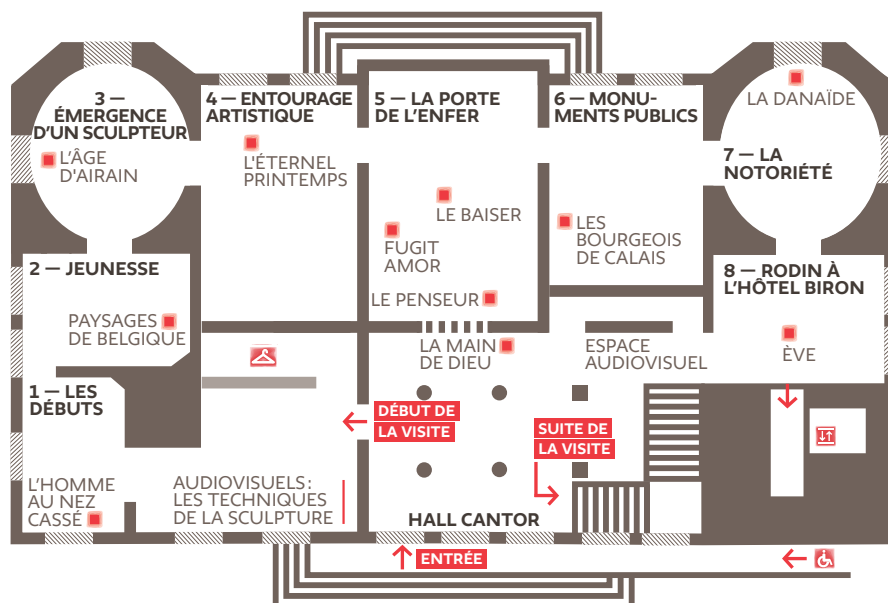 3 —
ÉMERGENCE
D'UN SCULPTEUR
L'ÂGE
D'AIRAIN
4 — ENTOURAGE
ARTISTIQUE
L'ÉTERNEL
PRINTEMPS
5 — LA PORTE
DE L'ENFER
LE BAISER
FUGIT
AMOR
LE PENSEUR
6 — MONU-
MENTS PUBLICS
LES
BOURGEOIS
DE CALAIS
LA DANAÏDE
7 — LA
NOTORIÉTÉ
2 — JEUNESSE
PAYSAGES
DE BELGIQUE
8 — RODIN À
L'HÔTEL BIRON
ÈVE
LA MAIN
DE DIEU
ESPACE
AUDIOVISUEL
1 — LES
DÉBUTS
L'HOMME
AU NEZ
CASSÉ
AUDIOVISUELS :
LES TECHNIQUES
DE LA SCULPTURE
DÉBUT DE
LA VISITE
SUITE DE
LA VISITE
HALL CANTOR
ENTRÉE